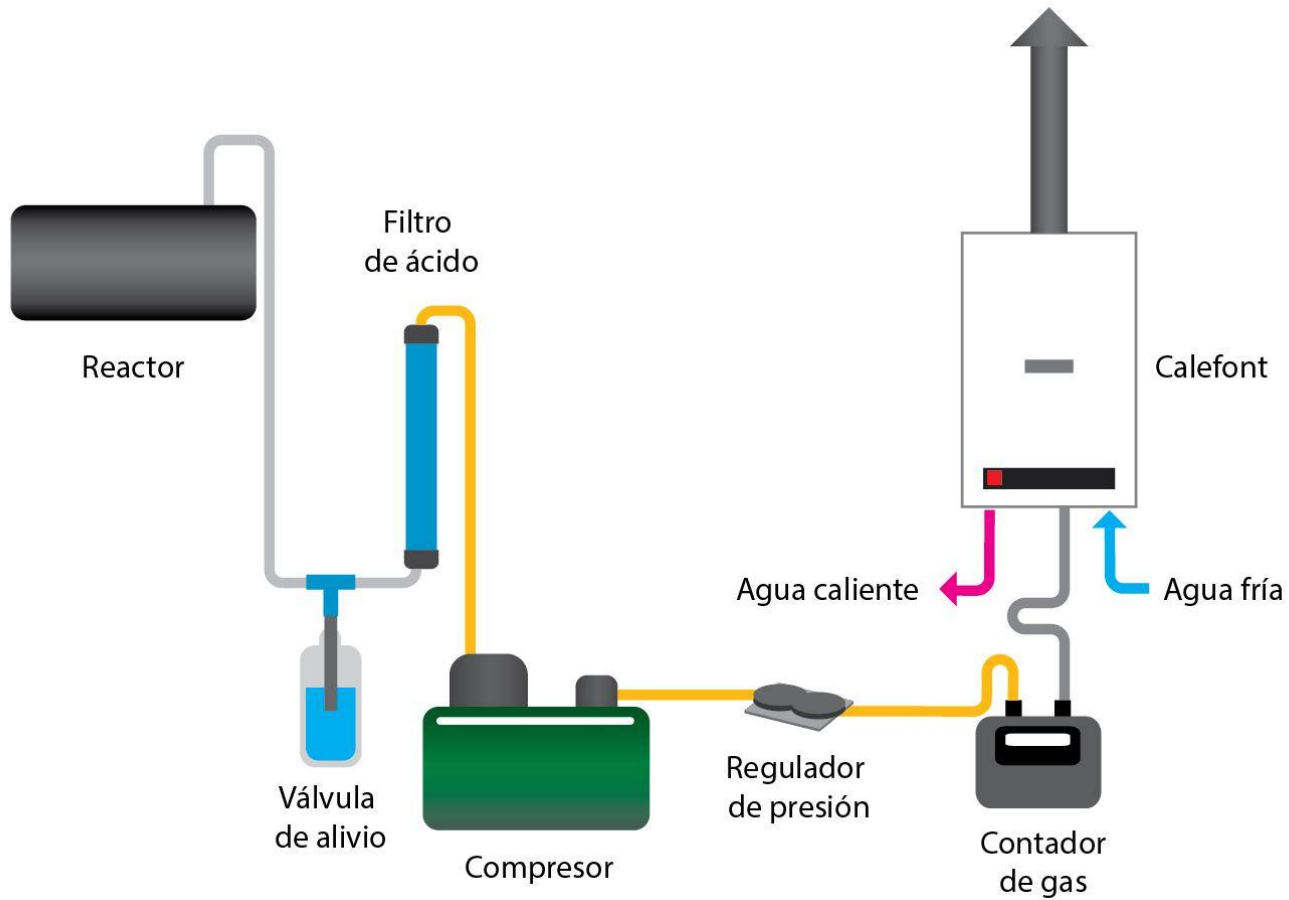 Filtro
de ácido
Reactor
Calefont
Agua caliente
Agua fría
Válvula
de alivio
Compresor
Regulador
de presión
Contador
de gas